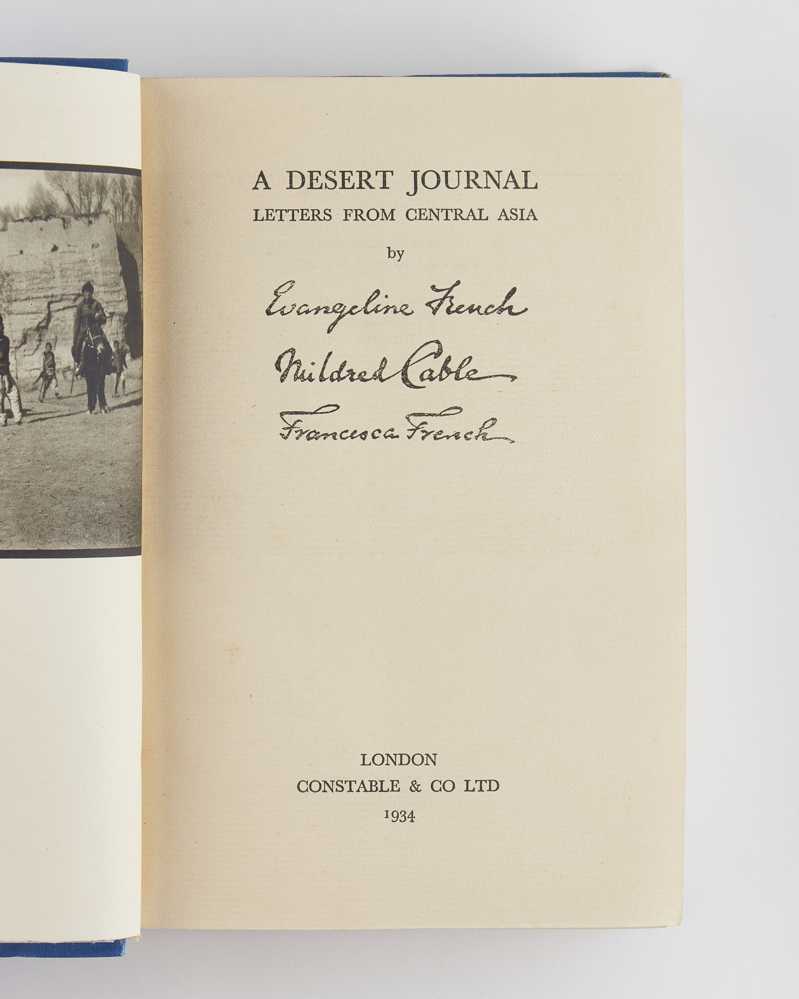 A DESERT JOURNAL
LETTERS FROM CENTRAL ASIA
by
Evangeline French
Mildred Cable
Francesca French
LONDON
CONSTABLE & CO LTD
1934